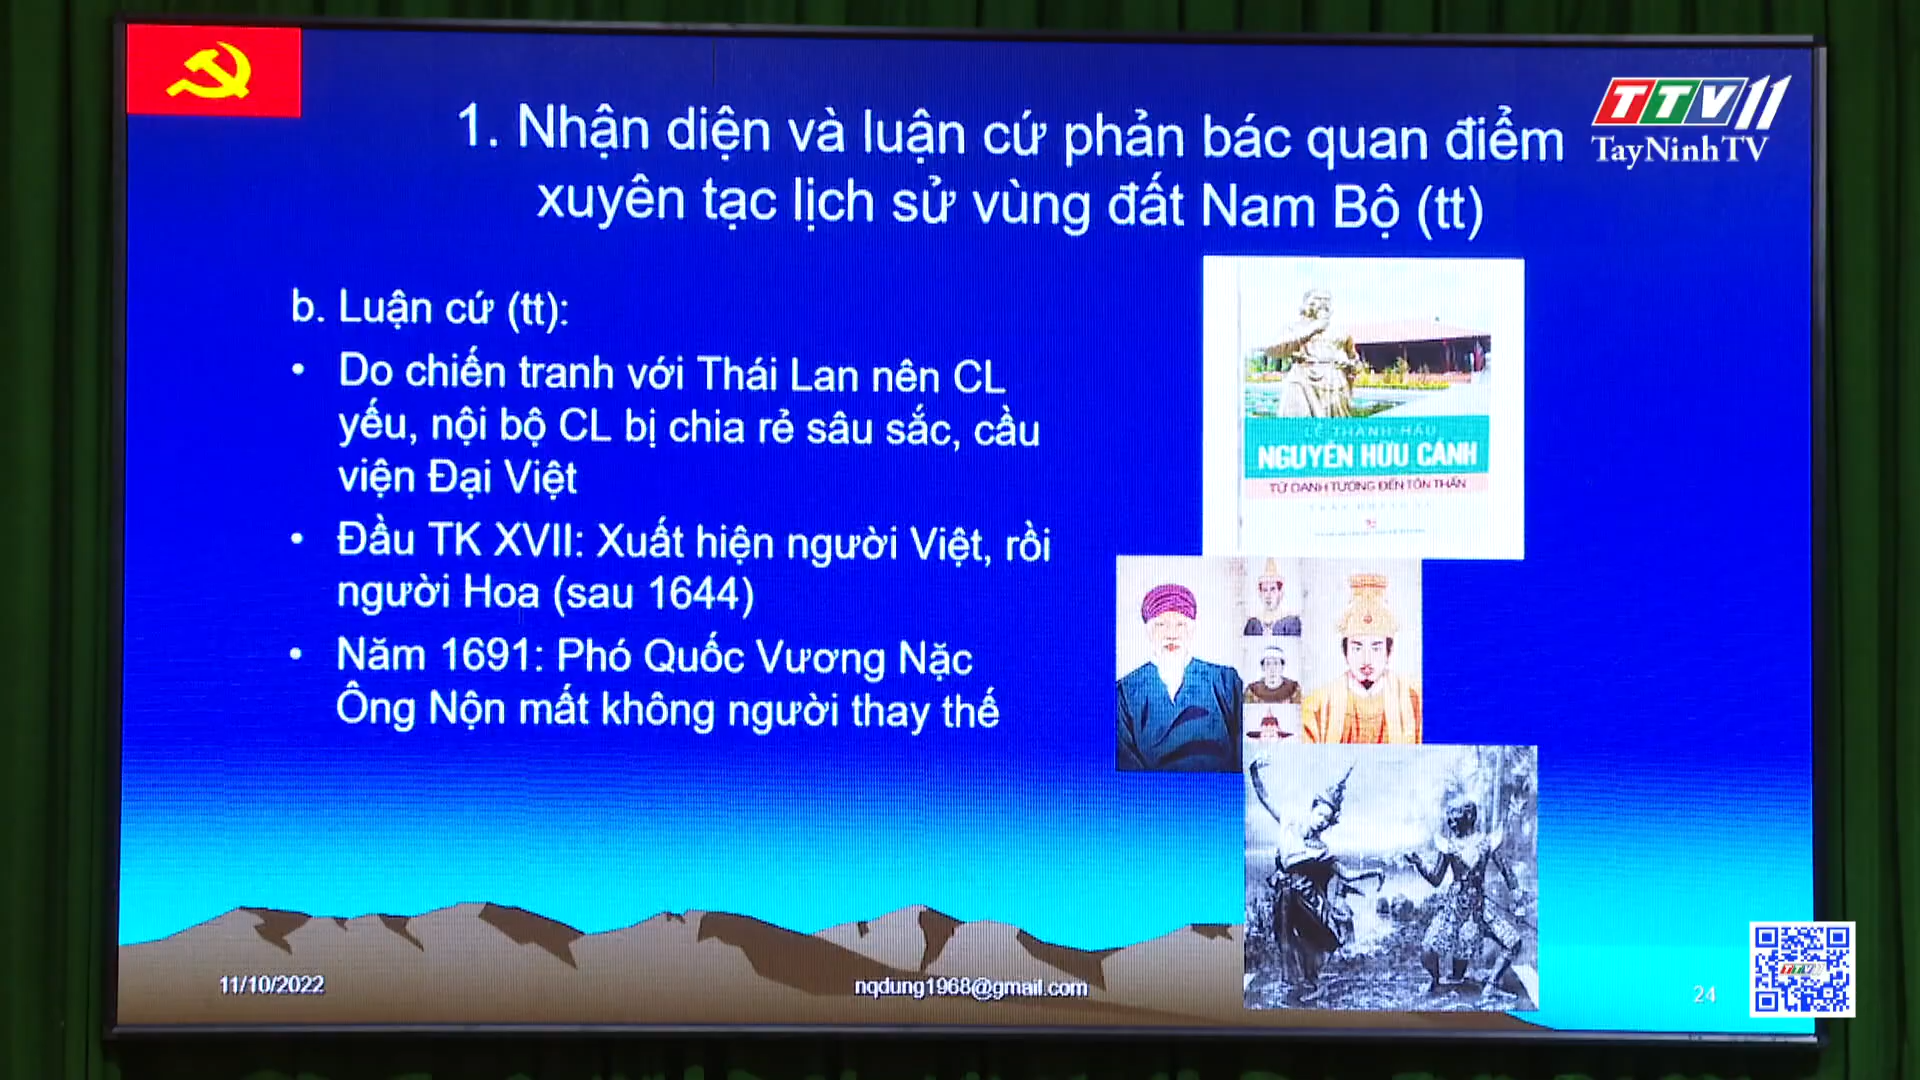 TTV11
TayNinhTV
1. Nhận diện và luận cứ phản bác quan điểm
xuyên tạc lịch sử vùng đất Nam Bộ (tt)
b. Luận cứ (tt):
• Do chiến tranh với Thái Lan nên CL
yếu, nội bộ CL bị chia rẻ sâu sắc, cầu
viện Đại Việt
• Đầu TK XVII: Xuất hiện người Việt, rồi
người Hoa (sau 1644)
• Năm 1691: Phó Quốc Vương Nặc
Ông Nộn mất không người thay thế
LỄ THÀNH HẦU
NGUYỄN HỮU CẢNH
TỪ DANH TƯỚNG ĐẾN TÔN THẦN
11/10/2022
nqdung1968@gmail.com
24
TTV11